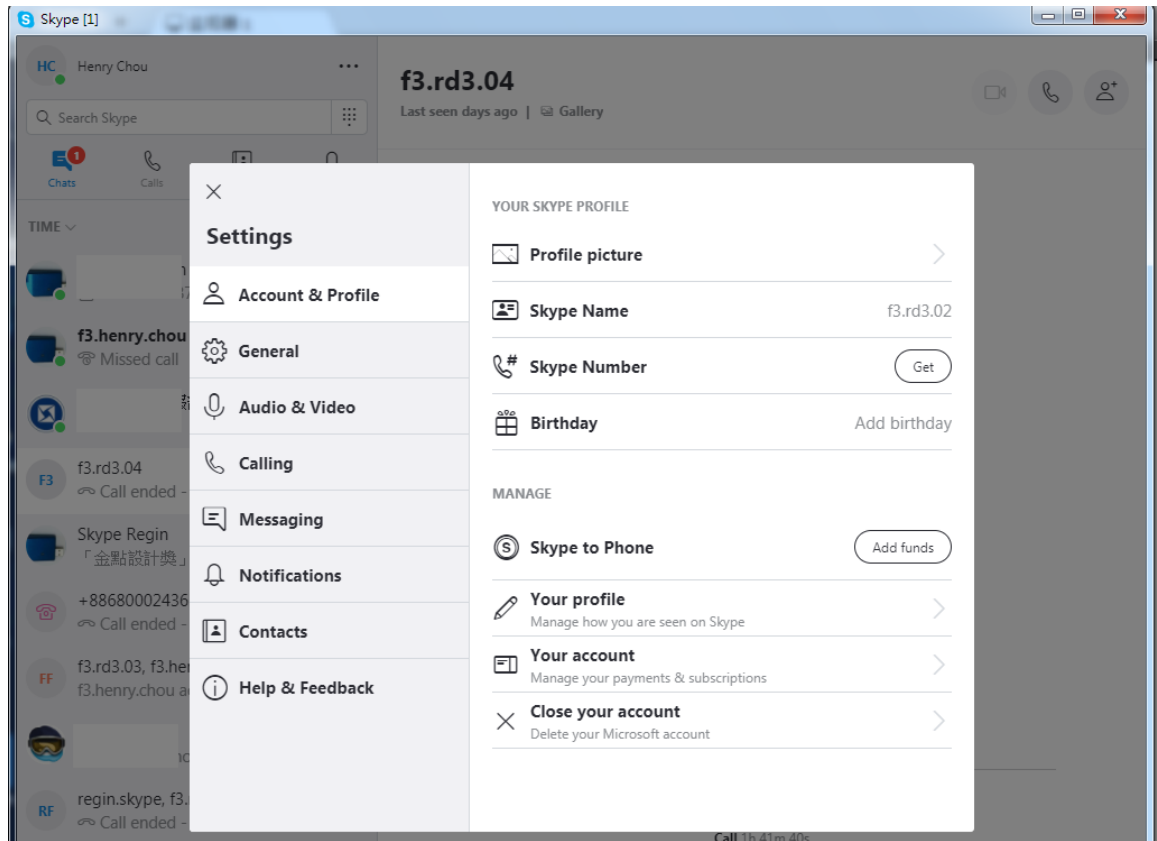 Skype [1]
HC Henry Chou
Search Skype
1
Chats
Calls
TIME
f3.henry.chou
Missed call
F3
f3.rd3.04
Call ended -
Skype Regin
「金點設計獎」
+88680002436
Call ended -
FF
f3.rd3.03, f3.he
f3.henry.chou a
RF
regin.skype, f3.
Call ended -
f3.rd3.04
Last seen days ago | Gallery
Settings
Account & Profile
General
Audio & Video
Calling
Messaging
Notifications
Contacts
Help & Feedback
YOUR SKYPE PROFILE
Profile picture
Skype Name f3.rd3.02
Skype Number Get
Birthday Add birthday
MANAGE
Skype to Phone Add funds
Your profile
Manage how you are seen on Skype
Your account
Manage your payments & subscriptions
Close your account
Delete your Microsoft account
Call 1h 41m 40s